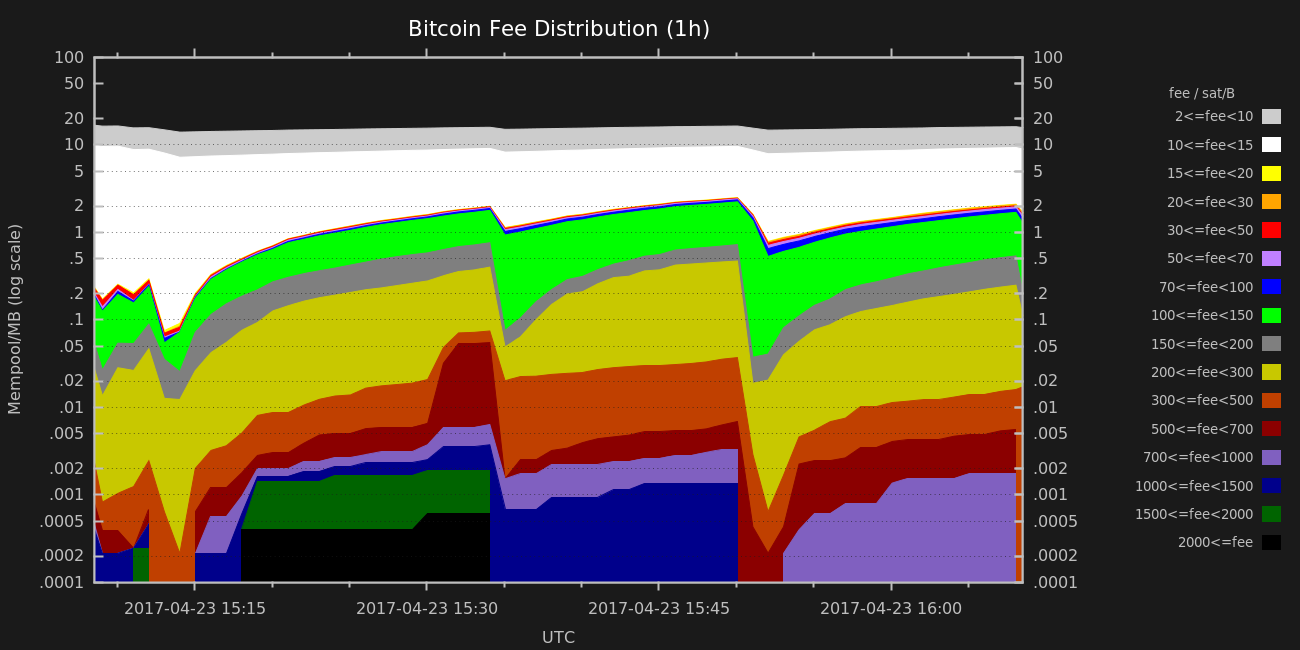 Bitcoin Fee Distribution (1h)
Mempool/MB (log scale)
100
50
20
10
5
2
1
.5
.2
.1
.05
.02
.01
.005
.002
.001
.0005
.0002
.0001
100
50
20
10
5
2
1
.5
.2
.1
.05
.02
.01
.005
.002
.001
.0005
.0002
.0001
fee / sat/B
2<=fee<10
10<=fee<15
15<=fee<20
20<=fee<30
30<=fee<50
50<=fee<70
70<=fee<100
100<=fee<150
150<=fee<200
200<=fee<300
300<=fee<500
500<=fee<700
700<=fee<1000
1000<=fee<1500
1500<=fee<2000
2000<=fee
2017-04-23 15:15 2017-04-23 15:30 2017-04-23 15:45 2017-04-23 16:00
UTC